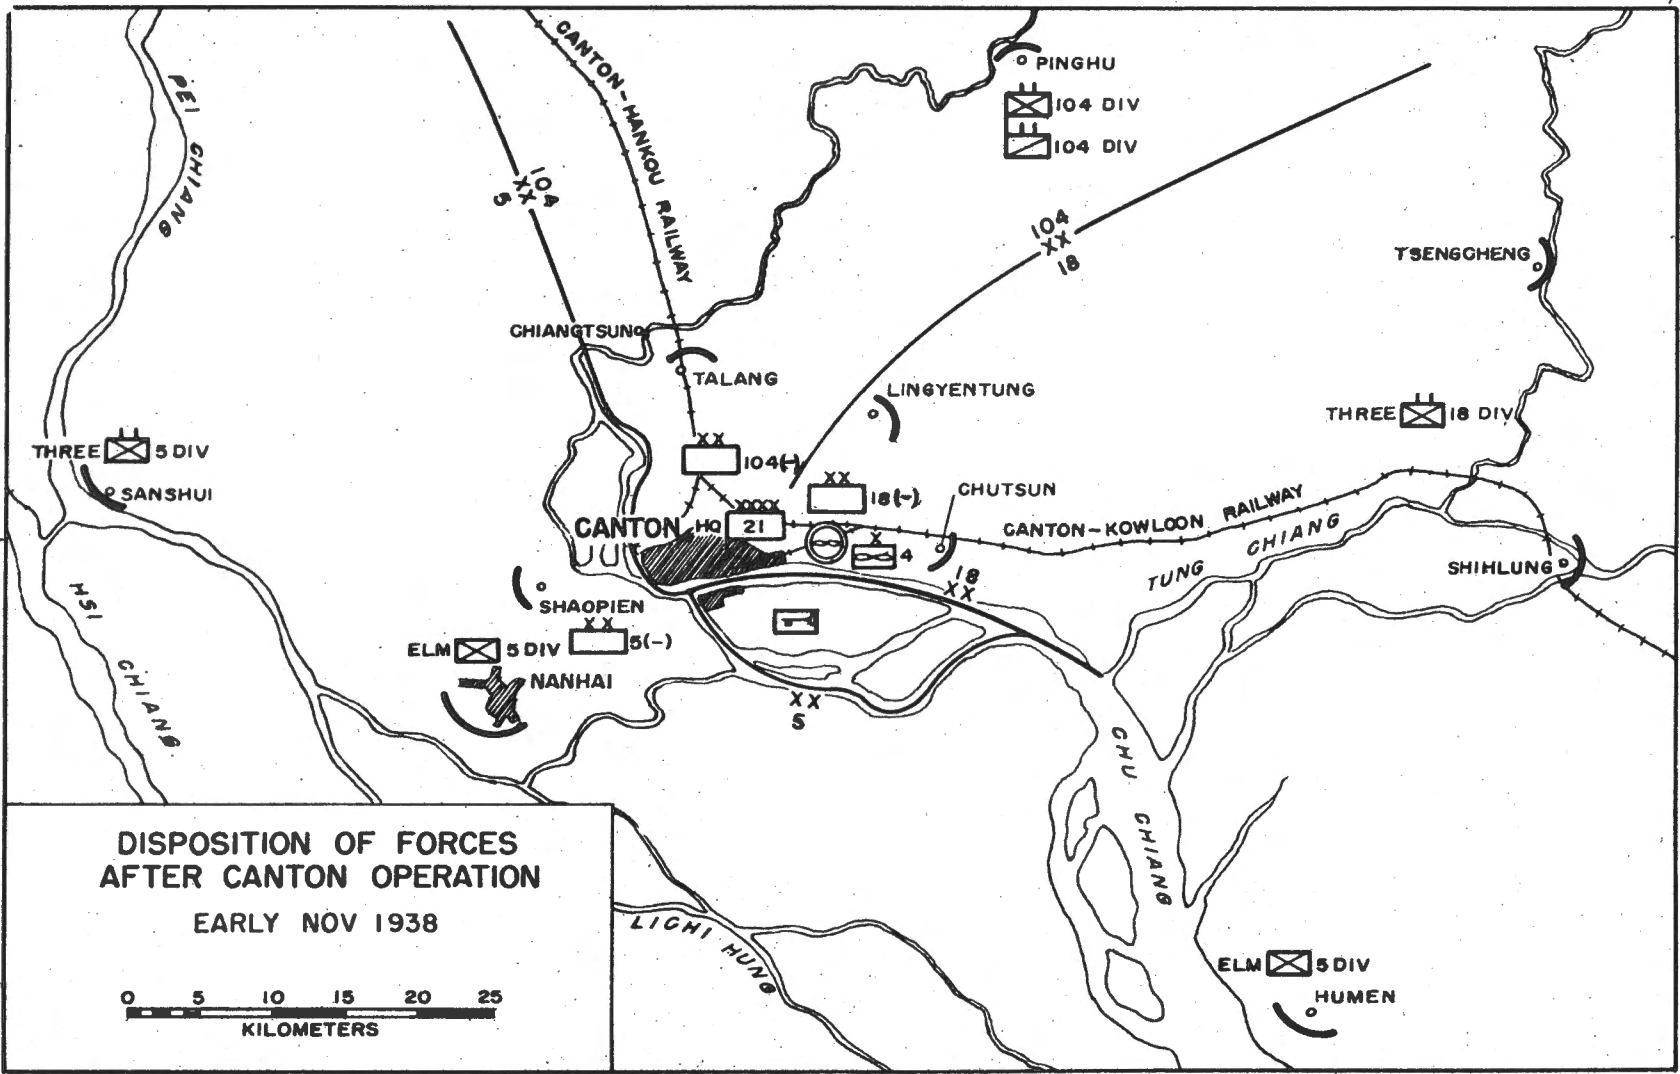 PEI CHIANG
CANTON-HANKOU RAILWAY
PINGHU
104 DIV
104 DIV
104
XX
5
104
XX
18
TSENGCHENG
CHIANGTSUN
TALANG
LINGYENTUNG
THREE 18 DIV
THREE 5 DIV
SANSHUI
XX
104(-)
XX
18(-)
CHUTSUN
CANTON-KOWLOON RAILWAY
CANTON
HQ
XXXX
21
X
4
TUNG CHIANG
SHIHLUNG
18
XX
SHAOPIEN
XX
5(-)
ELM 5 DIV
NANHAI
HSI CHIANG
XX
5
CHU CHIANG
DISPOSITION OF FORCES
AFTER CANTON OPERATION
EARLY NOV 1938
0 5 10 15 20 25
KILOMETERS
LICHI HUNG
ELM 5 DIV
HUMEN